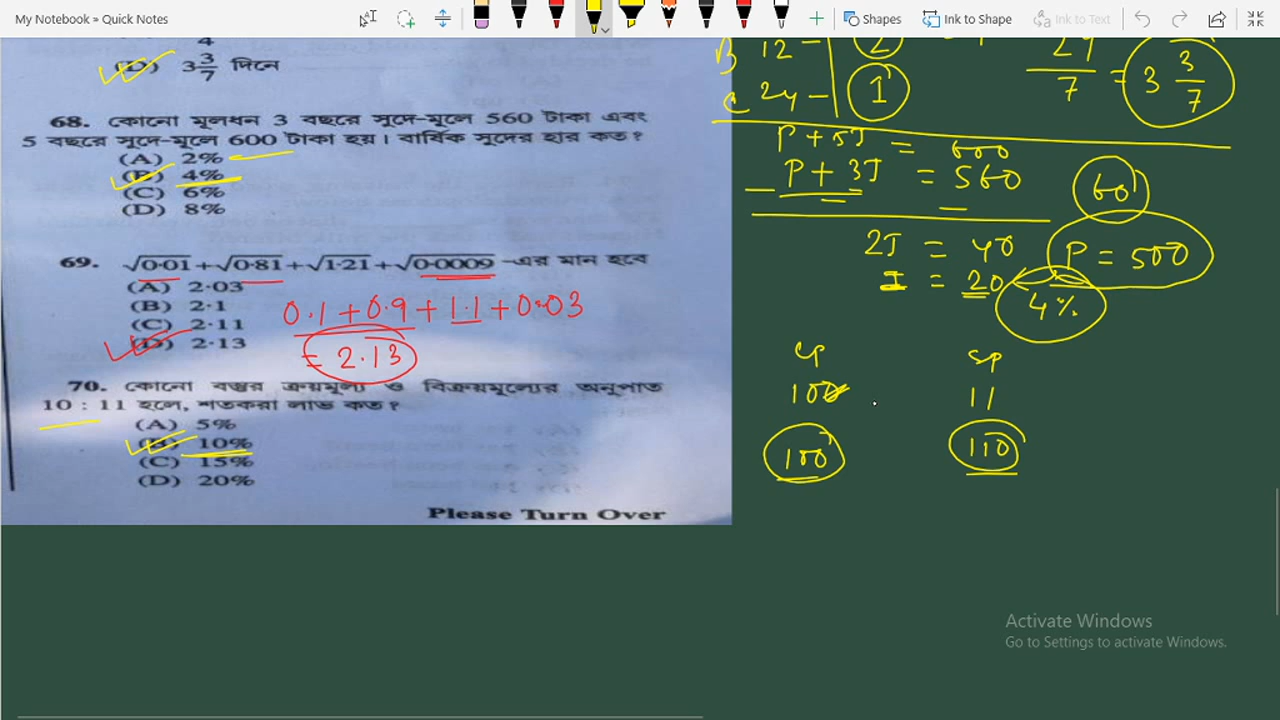 My Notebook » Quick Notes
Shapes
Ink to Shape
Ink to Text
4
(D) 3 3/7 দিনে
68. কোনো মূলধন 3 বছরে সুদে-মূলে 560 টাকা এবং
5 বছরে সুদে-মূলে 600 টাকা হয়। বার্ষিক সুদের হার কত?
(A) 2%
(B) 4%
(C) 6%
(D) 8%
69. √0·01 + √0·81 + √1·21 + √0·0009 -এর মান হবে
(A) 2·03
(B) 2·1
(C) 2·11
(D) 2·13
0.1 + 0.9 + 1.1 + 0.03
= 2.13
70. কোনো বস্তুর ক্রয়মূল্য ও বিক্রয়মূল্যের অনুপাত
10 : 11 হলে, শতকরা লাভ কত?
(A) 5%
(B) 10%
(C) 15%
(D) 20%
Please Turn Over
B 12 – 2
C 24 – 1
24/7 = 3 3/7
P + 5I = 600
– P + 3I = 560
60
2I = 40
I = 20
P = 500
4%
CP SP
100 11
100 110
Activate Windows
Go to Settings to activate Windows.